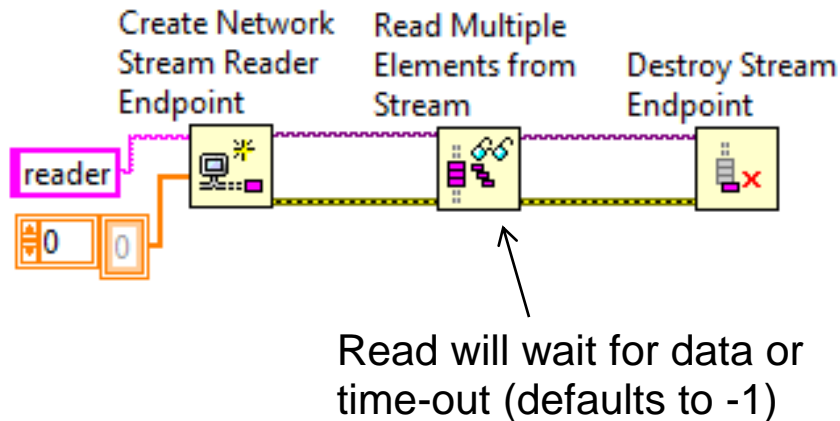 Create Network
Stream Reader
Endpoint
Read Multiple
Elements from
Stream
Destroy Stream
Endpoint
reader
0
0
Read will wait for data or
time-out (defaults to -1)